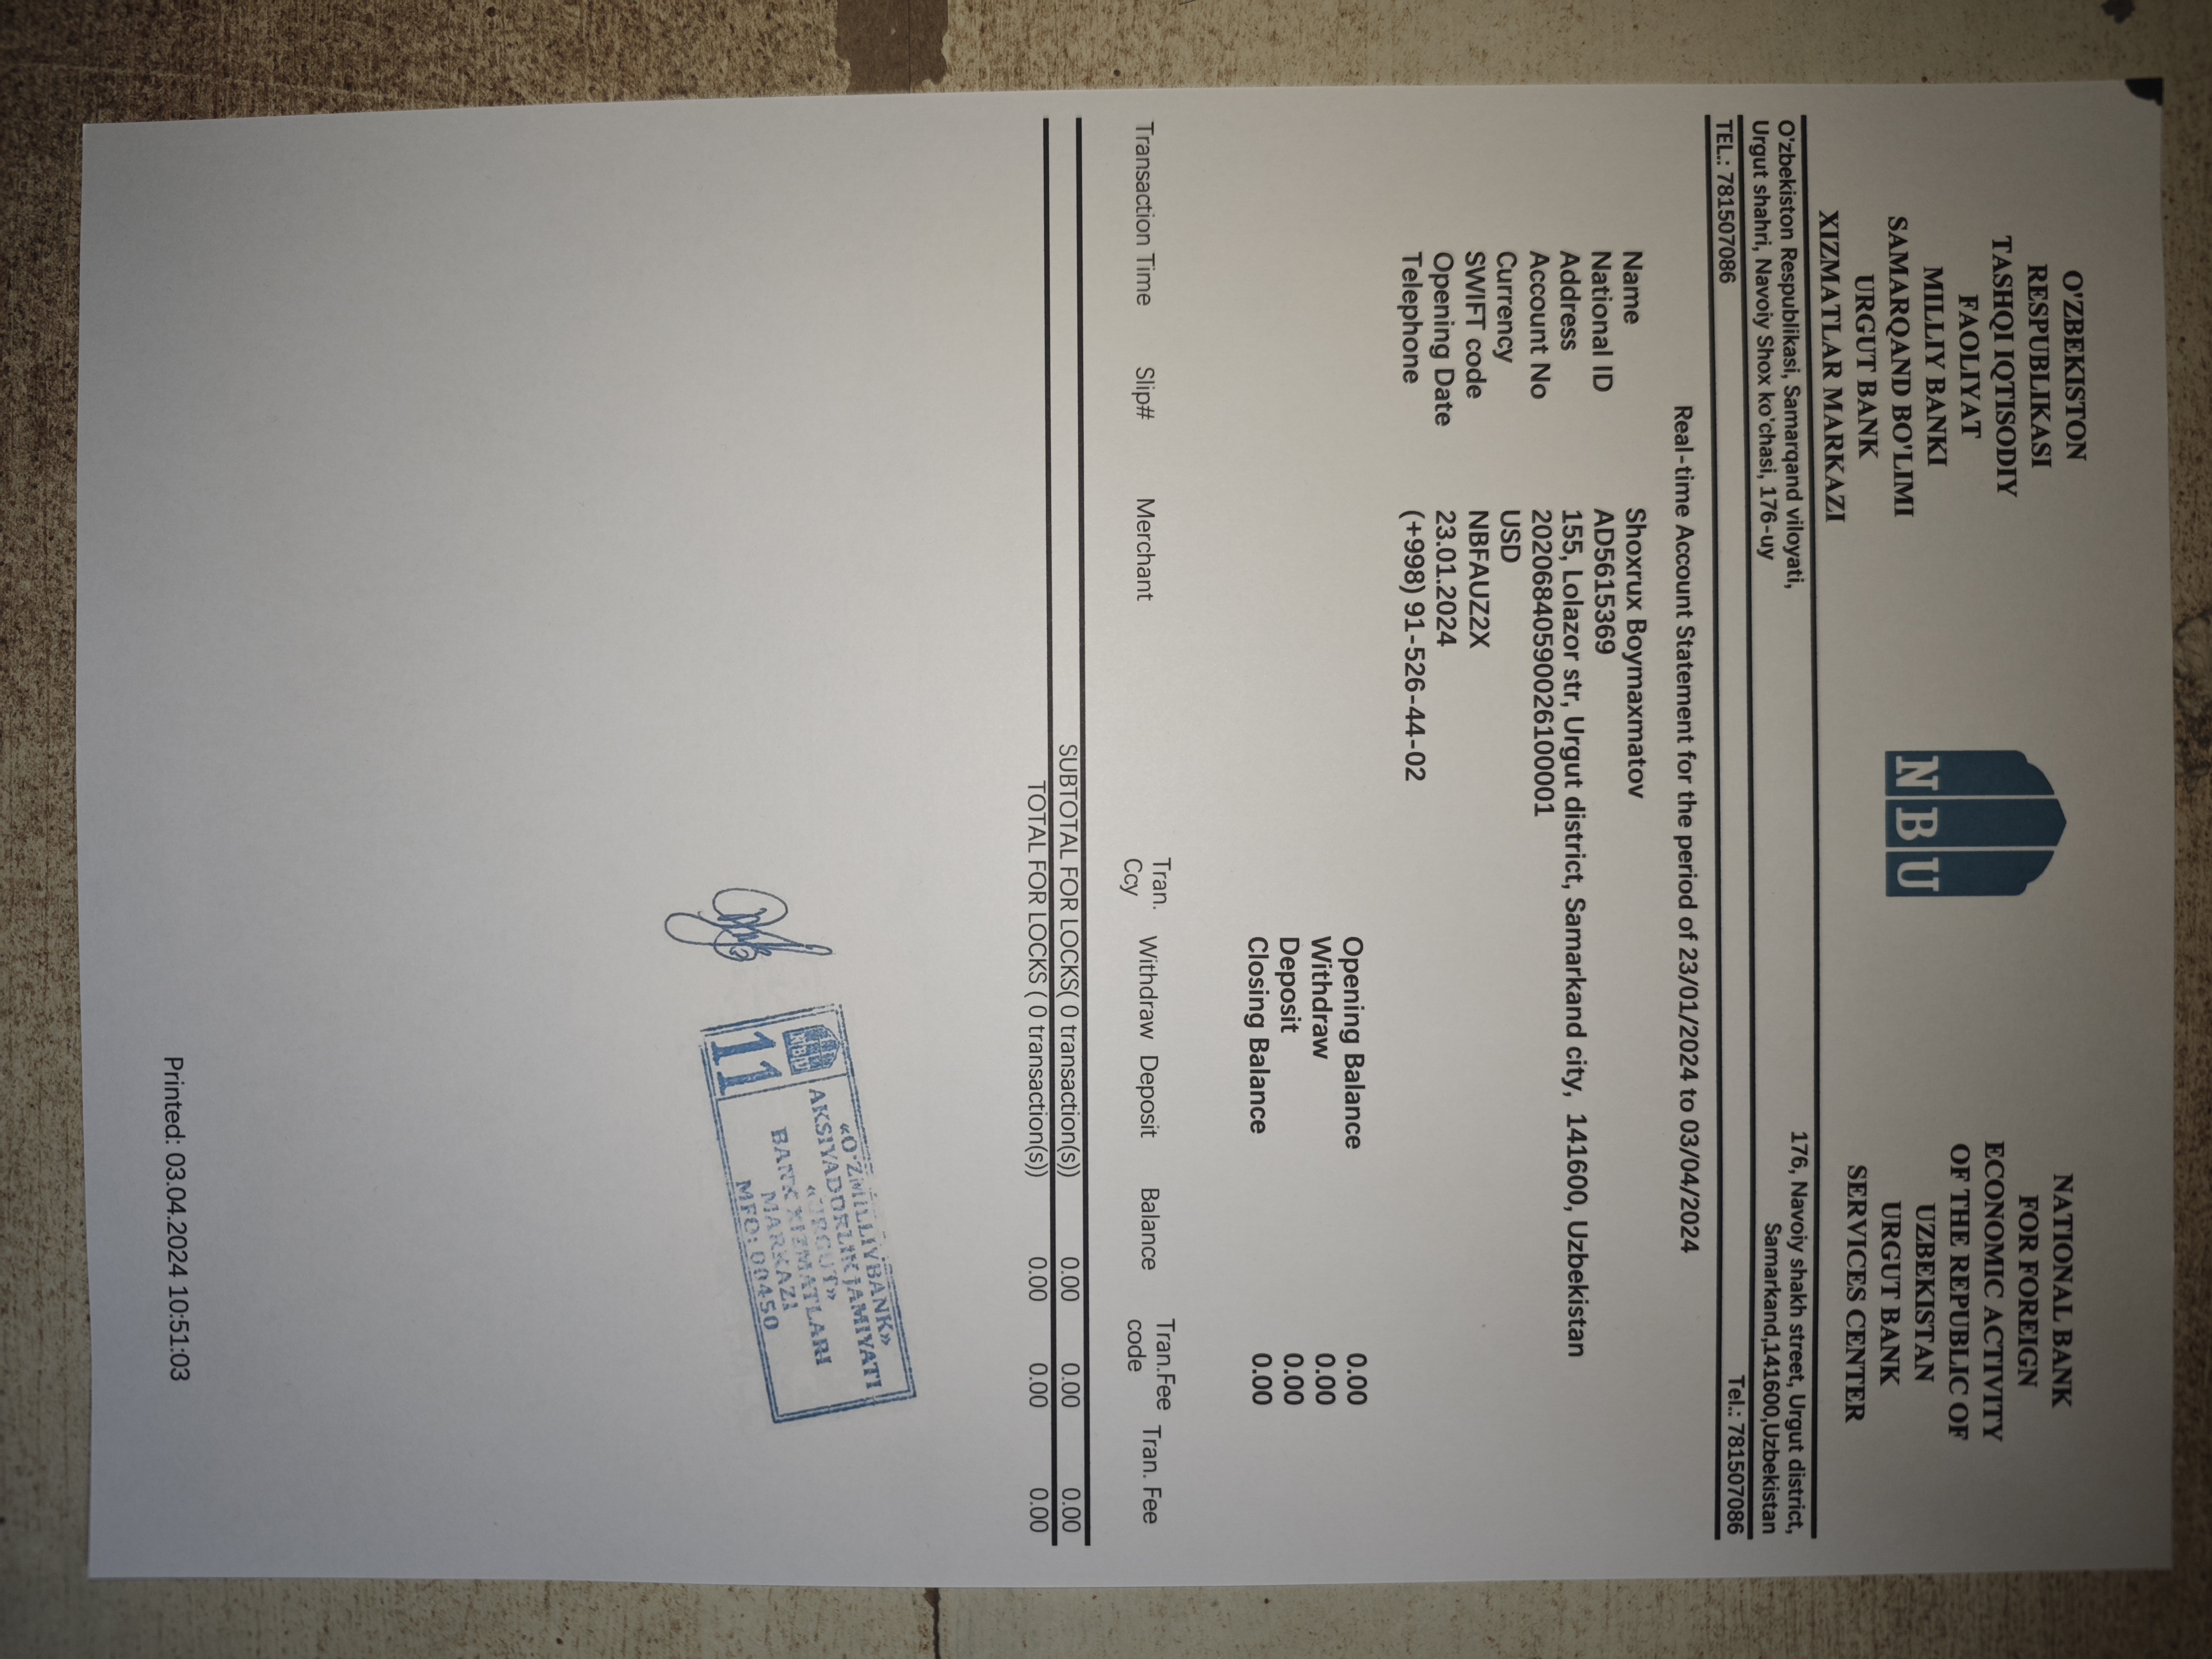 O'ZBEKISTON
RESPUBLIKASI
TASHQI IQTISODIY
FAOLIYAT
MILLIY BANKI
SAMARQAND BO'LIMI
URGUT BANK
XIZMATLAR MARKAZI
NBU
NATIONAL BANK
FOR FOREIGN
ECONOMIC ACTIVITY
OF THE REPUBLIC OF
UZBEKISTAN
URGUT BANK
SERVICES CENTER
O'zbekiston Respublikasi, Samarqand viloyati,
Urgut shahri, Navoiy Shox ko'chasi, 176-uy
176, Navoiy shakh street, Urgut district,
Samarkand,141600,Uzbekistan
TEL.: 781507086
Tel.: 781507086
Real-time Account Statement for the period of 23/01/2024 to 03/04/2024
Name Shoxrux Boymaxmatov
National ID AD5615369
Address 155, Lolazor str, Urgut district, Samarkand city, 141600, Uzbekistan
Account No 20206840590026100001
Currency USD
SWIFT code NBFAUZ2X
Opening Date 23.01.2024
Telephone (+998) 91-526-44-02
Opening Balance 0.00
Withdraw 0.00
Deposit 0.00
Closing Balance 0.00
Transaction Time Slip# Merchant Tran. Ccy Withdraw Deposit Balance Tran.Fee code Tran. Fee
SUBTOTAL FOR LOCKS( 0 transaction(s)) 0.00 0.00 0.00
TOTAL FOR LOCKS ( 0 transaction(s)) 0.00 0.00 0.00
«O'ZMILLIYBANK»
AKSIYADORLIK JAMIYATI
«URGUT»
BANK XIZMATLARI
MARKAZI
MFO: 00450
NBU
11
Printed: 03.04.2024 10:51:03